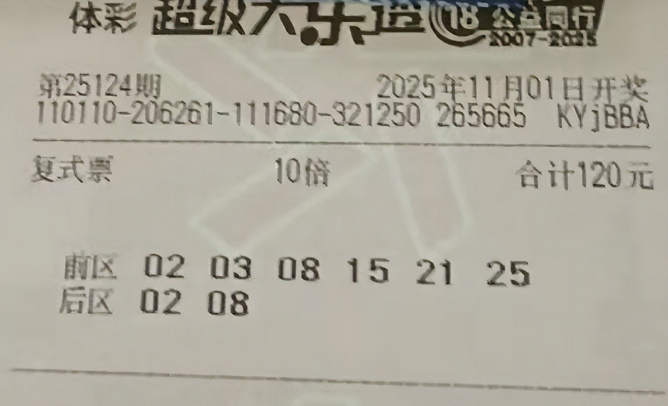 体彩 超级大乐透 18 公益同行
2007-2025
第25124期 2025年11月01日开奖
110110-206261-111680-321250 265665 KYjBBA
复式票 10倍 合计120元
前区 02 03 08 15 21 25
后区 02 08